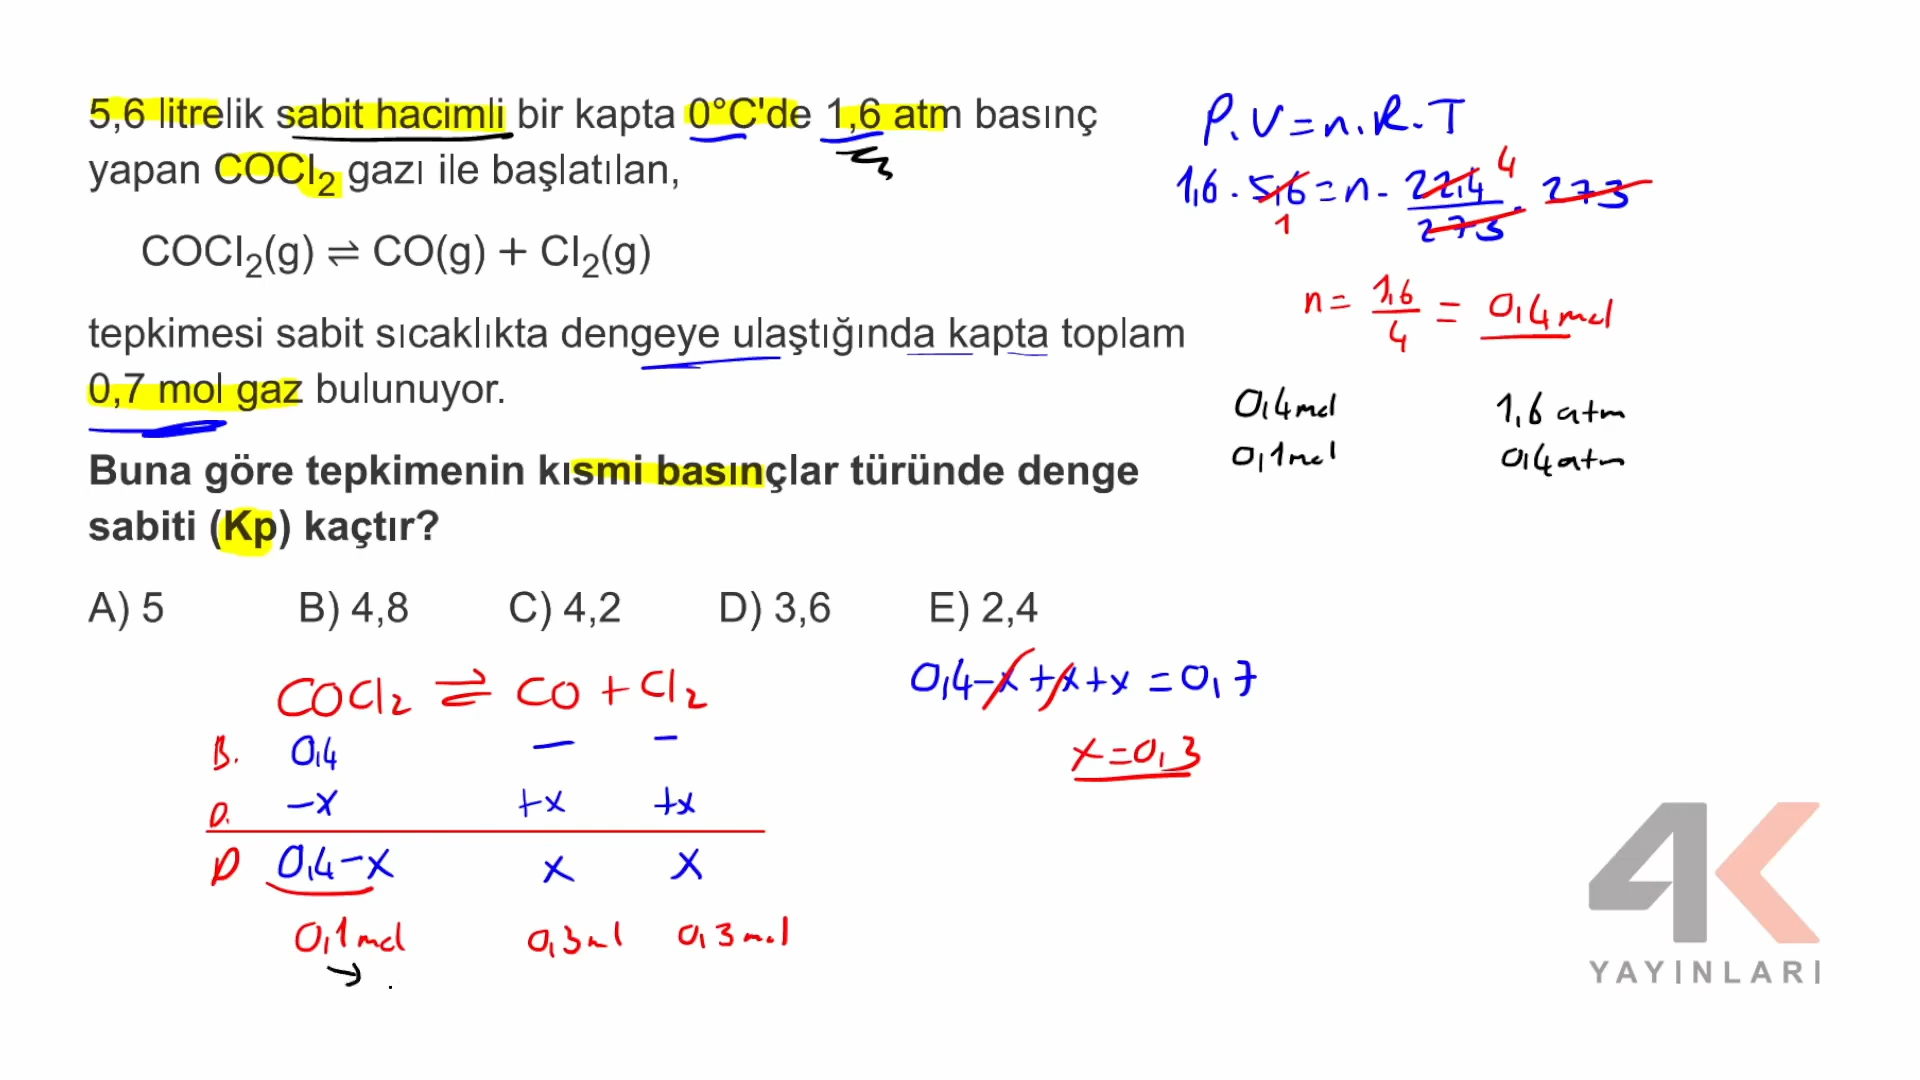 5,6 litrelik sabit hacimli bir kapta 0°C'de 1,6 atm basınç
yapan COCl₂ gazı ile başlatılan,
COCl₂(g) ⇌ CO(g) + Cl₂(g)
tepkimesi sabit sıcaklıkta dengeye ulaştığında kapta toplam
0,7 mol gaz bulunuyor.
Buna göre tepkimenin kısmi basınçlar türünde denge
sabiti (Kp) kaçtır?
A) 5 B) 4,8 C) 4,2 D) 3,6 E) 2,4
COCl₂ ⇌ CO + Cl₂
B. 0,4 − −
D. −x +x +x
D 0,4−x x x
0,1 mol 0,3 mol 0,3 mol
P.V=n.R.T
1,6 . 5,6 = n . 22,4/273 . 273
1 4
n = 1,6/4 = 0,4 mol
0,4 mol 1,6 atm
0,1 mol 0,4 atm
0,4−x+x+x=0,7
x=0,3
4K
YAYINLARI